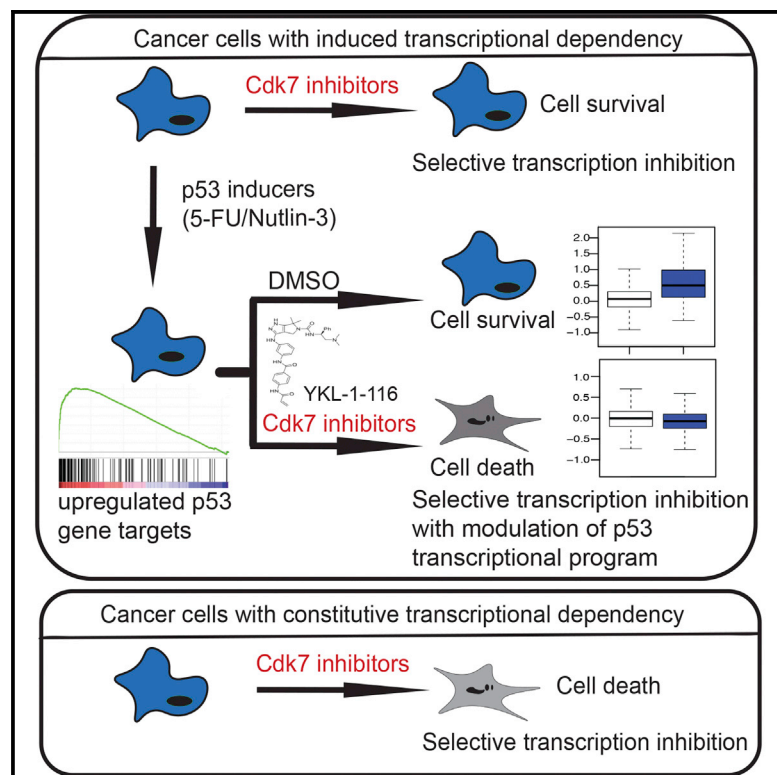 Cancer cells with induced transcriptional dependency
Cdk7 inhibitors
Cell survival
Selective transcription inhibition
p53 inducers
(5-FU/Nutlin-3)
DMSO
Cell survival
2.0
1.5
1.0
0.5
0.0
−0.5
−1.0
YKL-1-116
Cdk7 inhibitors
Cell death
1.0
0.5
0.0
−0.5
−1.0
upregulated p53
gene targets
Selective transcription inhibition
with modulation of p53
transcriptional program
Cancer cells with constitutive transcriptional dependency
Cdk7 inhibitors
Cell death
Selective transcription inhibition